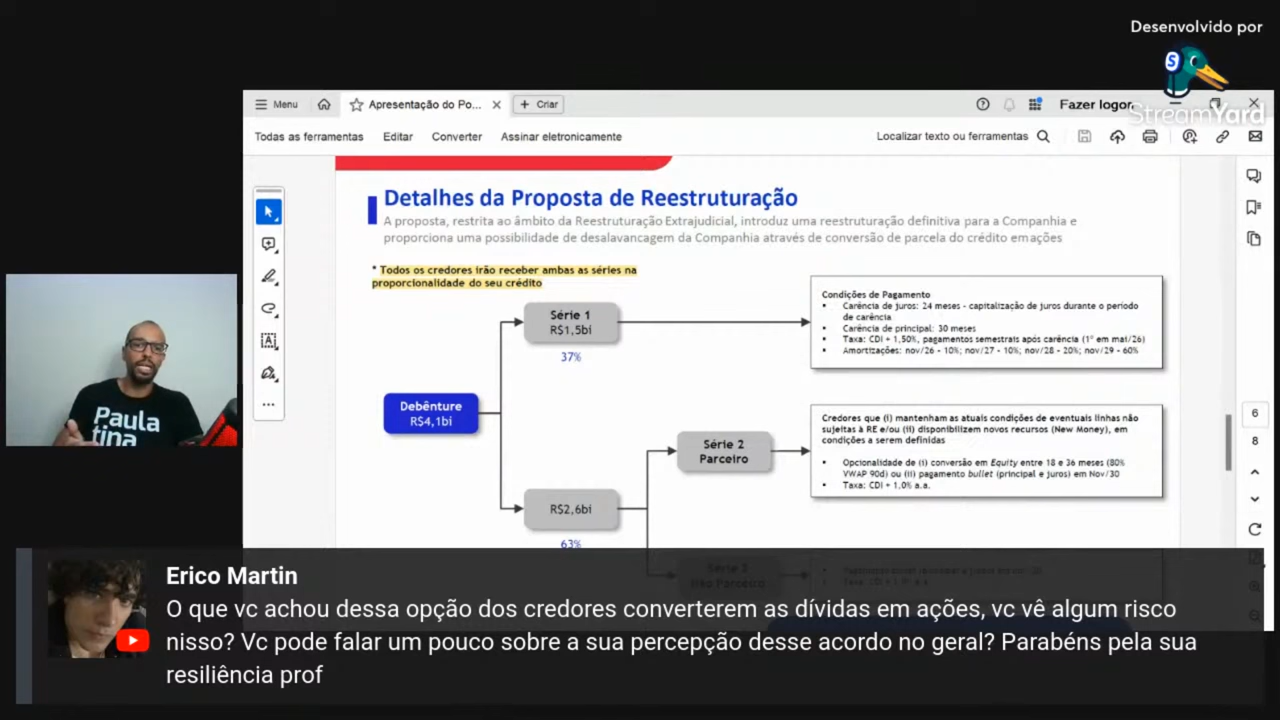 Desenvolvido por
StreamYard
Menu
Apresentação do Po...
Criar
Fazer logon
Todas as ferramentas
Editar
Converter
Assinar eletronicamente
Localizar texto ou ferramentas
Detalhes da Proposta de Reestruturação
A proposta, restrita ao âmbito da Reestruturação Extrajudicial, introduz uma reestruturação definitiva para a Companhia e
proporciona uma possibilidade de desalavancagem da Companhia através de conversão de parcela do crédito em ações
* Todos os credores irão receber ambas as séries na
proporcionalidade do seu crédito
Série 1
R$1,5bi
37%
Condições de Pagamento
• Carência de juros: 24 meses - capitalização de juros durante o período
de carência
• Carência de principal: 30 meses
• Taxa: CDI + 1,50%, pagamentos semestrais após carência (1º em mai/26)
• Amortizações: nov/26 - 10%; nov/27 - 10%; nov/28 - 20%; nov/29 - 60%
Debênture
R$4,1bi
Série 2
Parceiro
Credores que (i) mantenham as atuais condições de eventuais linhas não
sujeitas à RE e/ou (ii) disponibilizem novos recursos (New Money), em
condições a serem definidas
• Opcionalidade de (i) conversão em Equity entre 18 e 36 meses (80%
VWAP 90d) ou (ii) pagamento bullet (principal e juros) em Nov/30
• Taxa: CDI + 1,0% a.a.
R$2,6bi
63%
6
8
Paula
tina
Erico Martin
O que vc achou dessa opção dos credores converterem as dívidas em ações, vc vê algum risco
nisso? Vc pode falar um pouco sobre a sua percepção desse acordo no geral? Parabéns pela sua
resiliência prof